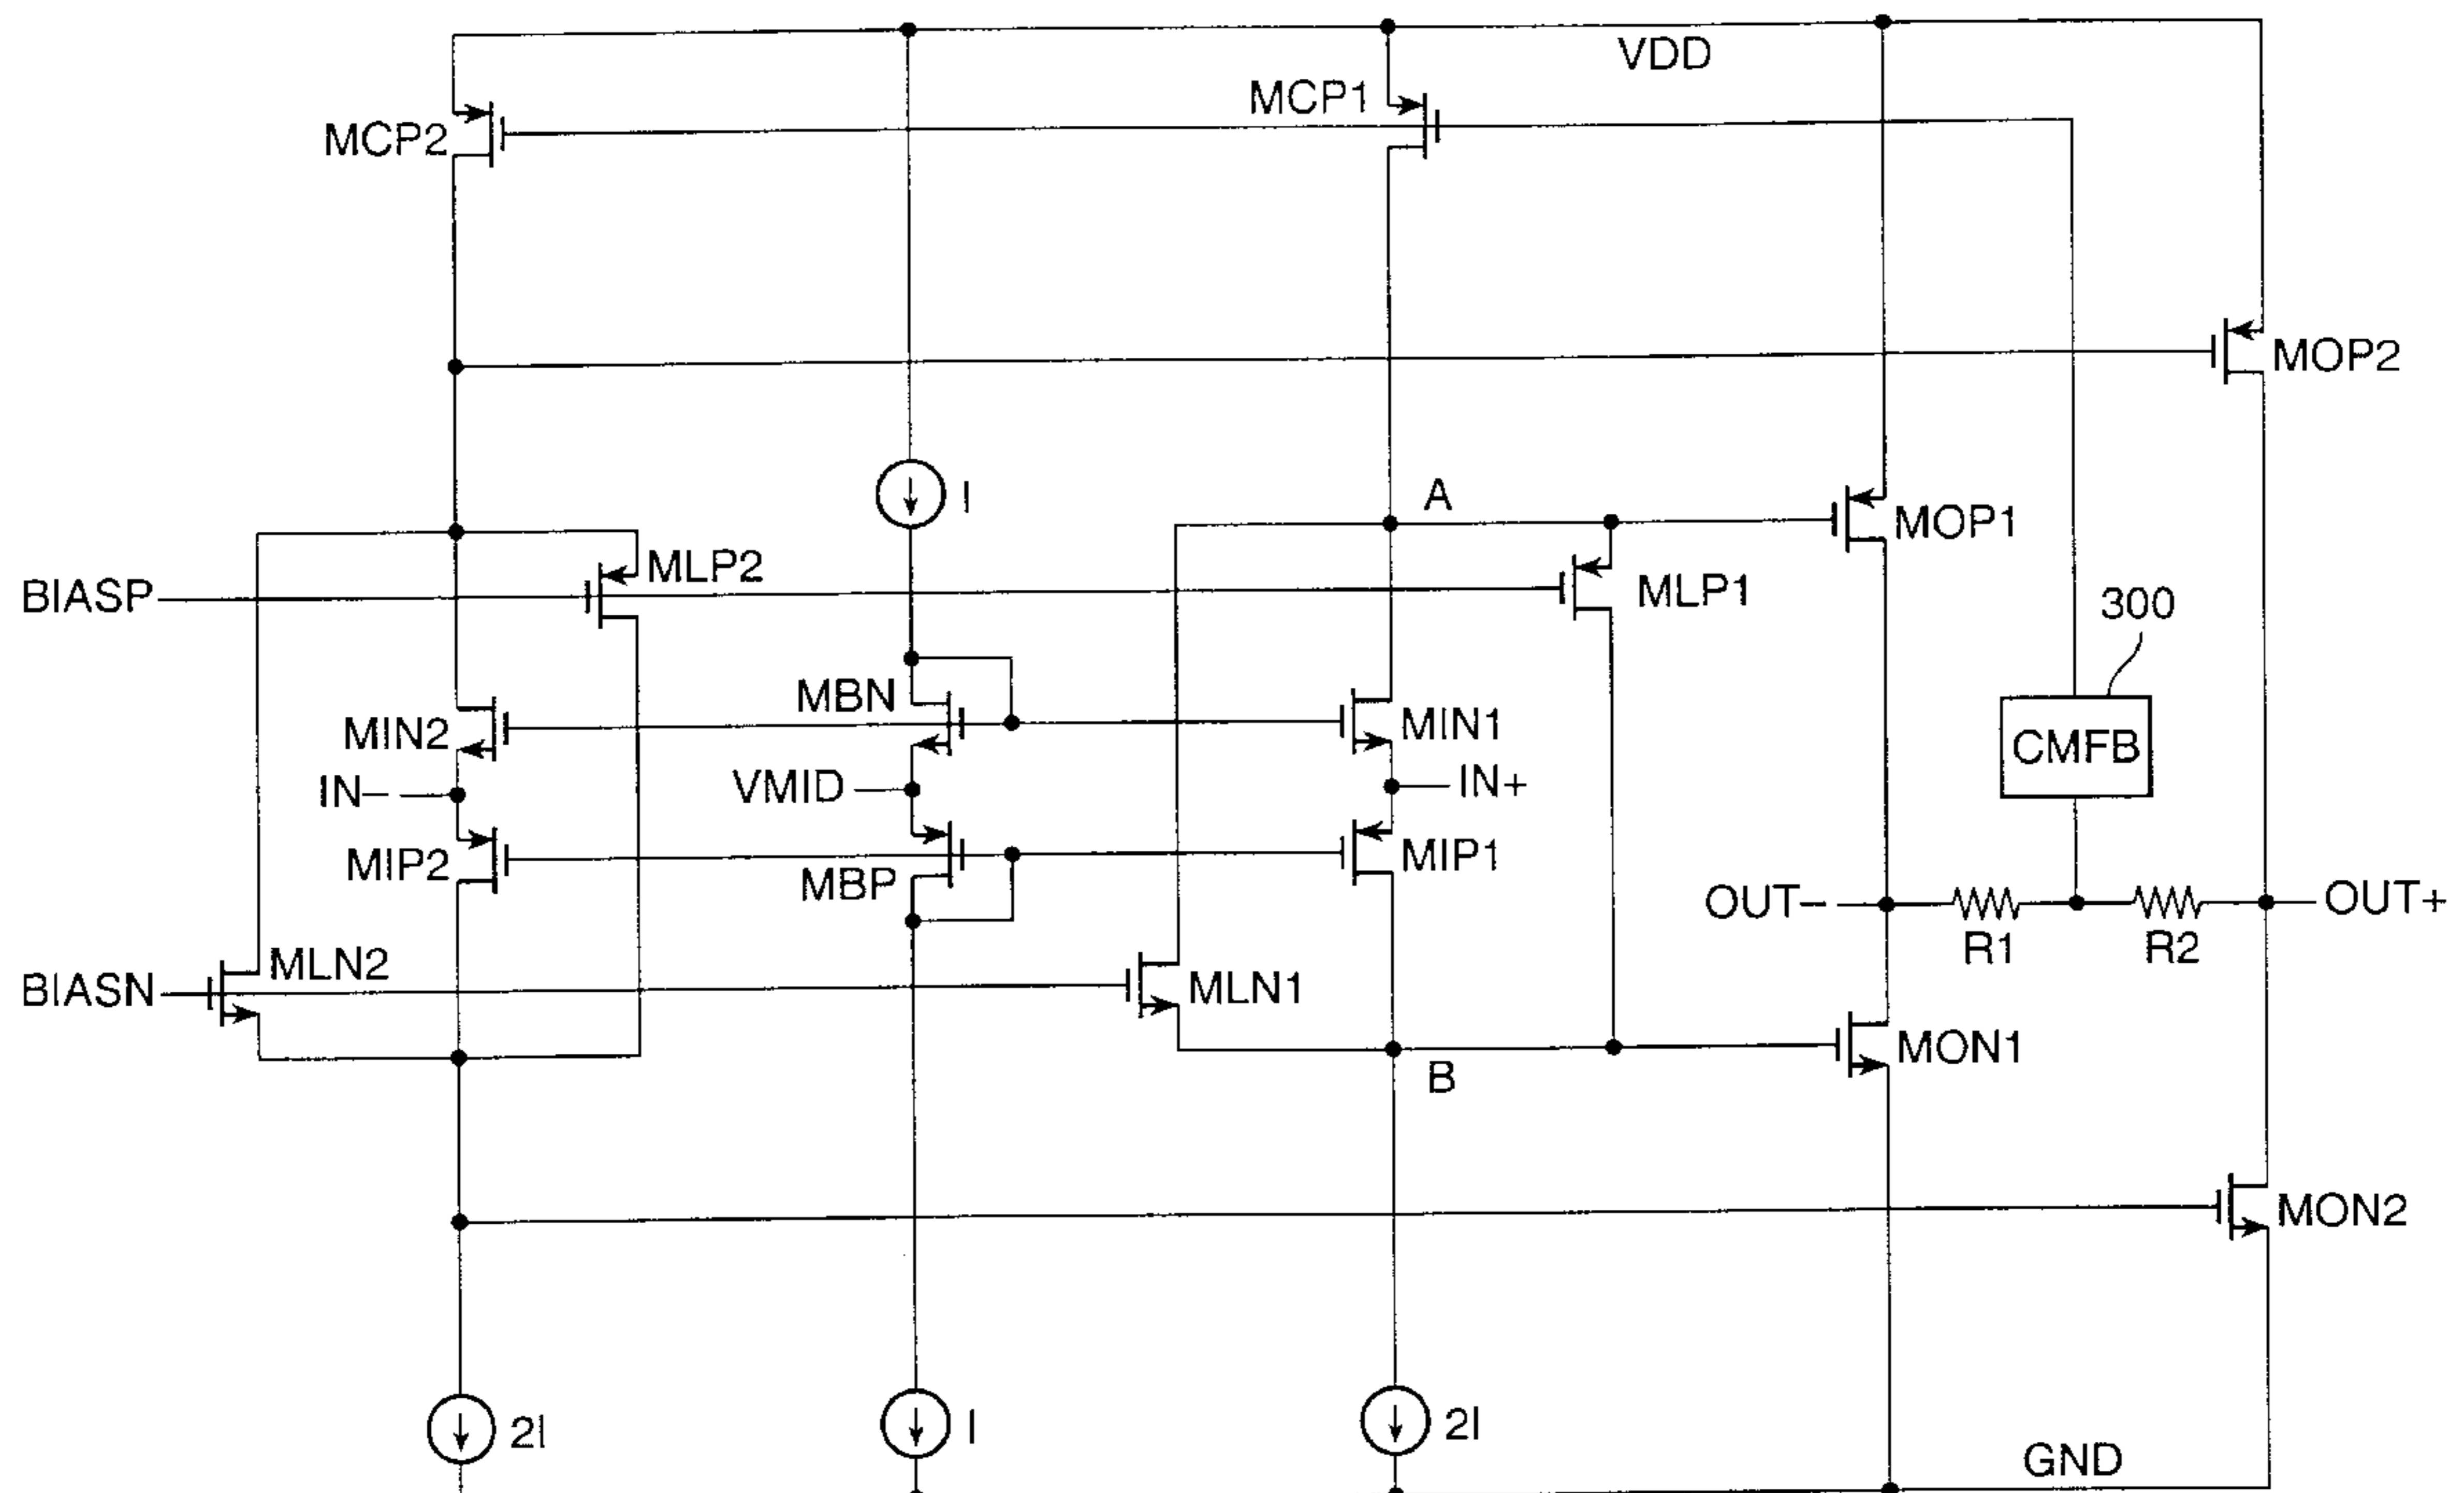 VDD
MCP1
MCP2
MOP2
I
A
MOP1
MLP2
BIASP
MLP1
300
MBN
MIN2
MIN1
CMFB
VMID
IN+
IN−
MIP2
MIP1
MBP
OUT−
OUT+
R1
R2
MLN2
BIASN
MLN1
MON1
B
MON2
2I
I
2I
GND